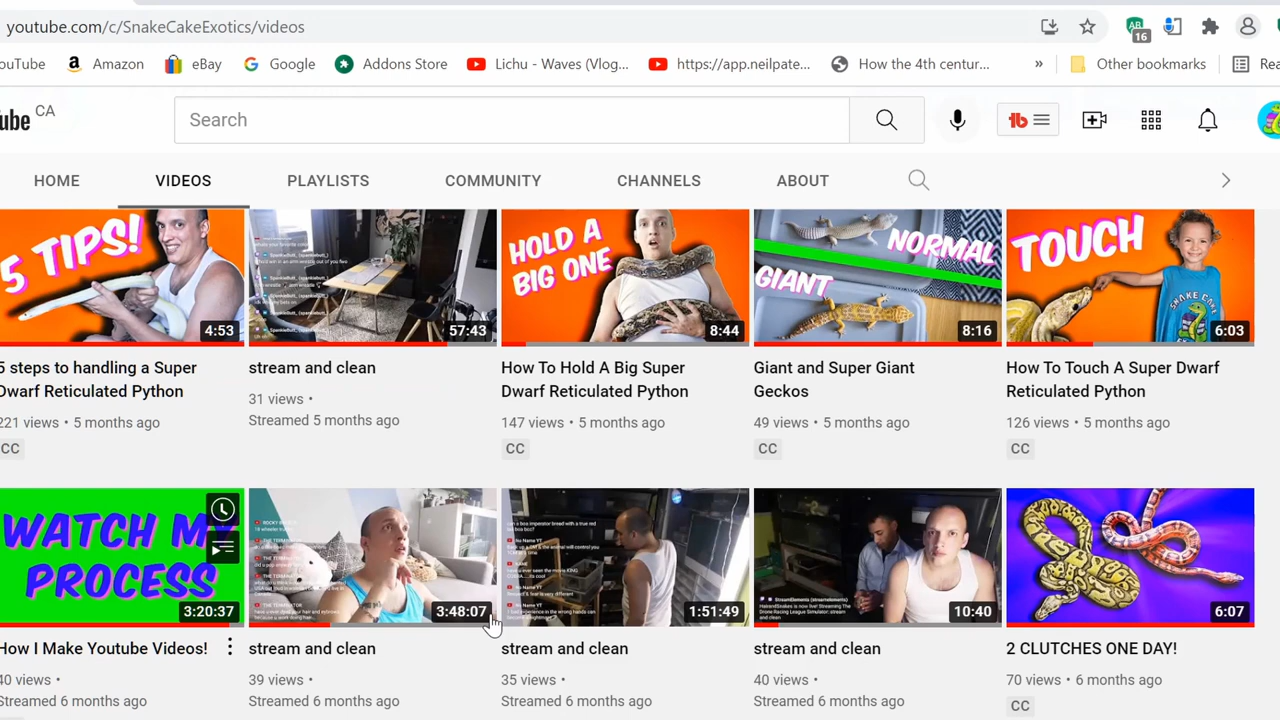 youtube.com/c/SnakeCakeExotics/videos
AB
16
ouTube Amazon eBay Google Addons Store Lichu - Waves (Vlog... https://app.neilpate... How the 4th centur... » Other bookmarks Rea
ube CA
Search
tb
HOME VIDEOS PLAYLISTS COMMUNITY CHANNELS ABOUT
5 TIPS!
4:53
57:43
HOLD A
BIG ONE
8:44
NORMAL
GIANT
8:16
TOUCH
SNAKE CAKE
6:03
5 steps to handling a Super
Dwarf Reticulated Python
221 views • 5 months ago
CC
stream and clean
31 views •
Streamed 5 months ago
How To Hold A Big Super
Dwarf Reticulated Python
147 views • 5 months ago
CC
Giant and Super Giant
Geckos
49 views • 5 months ago
CC
How To Touch A Super Dwarf
Reticulated Python
126 views • 5 months ago
CC
WATCH MY
PROCESS
3:20:37
3:48:07
1:51:49
10:40
6:07
How I Make Youtube Videos!
40 views •
Streamed 6 months ago
stream and clean
39 views •
Streamed 6 months ago
stream and clean
35 views •
Streamed 6 months ago
stream and clean
40 views •
Streamed 6 months ago
2 CLUTCHES ONE DAY!
70 views • 6 months ago
CC